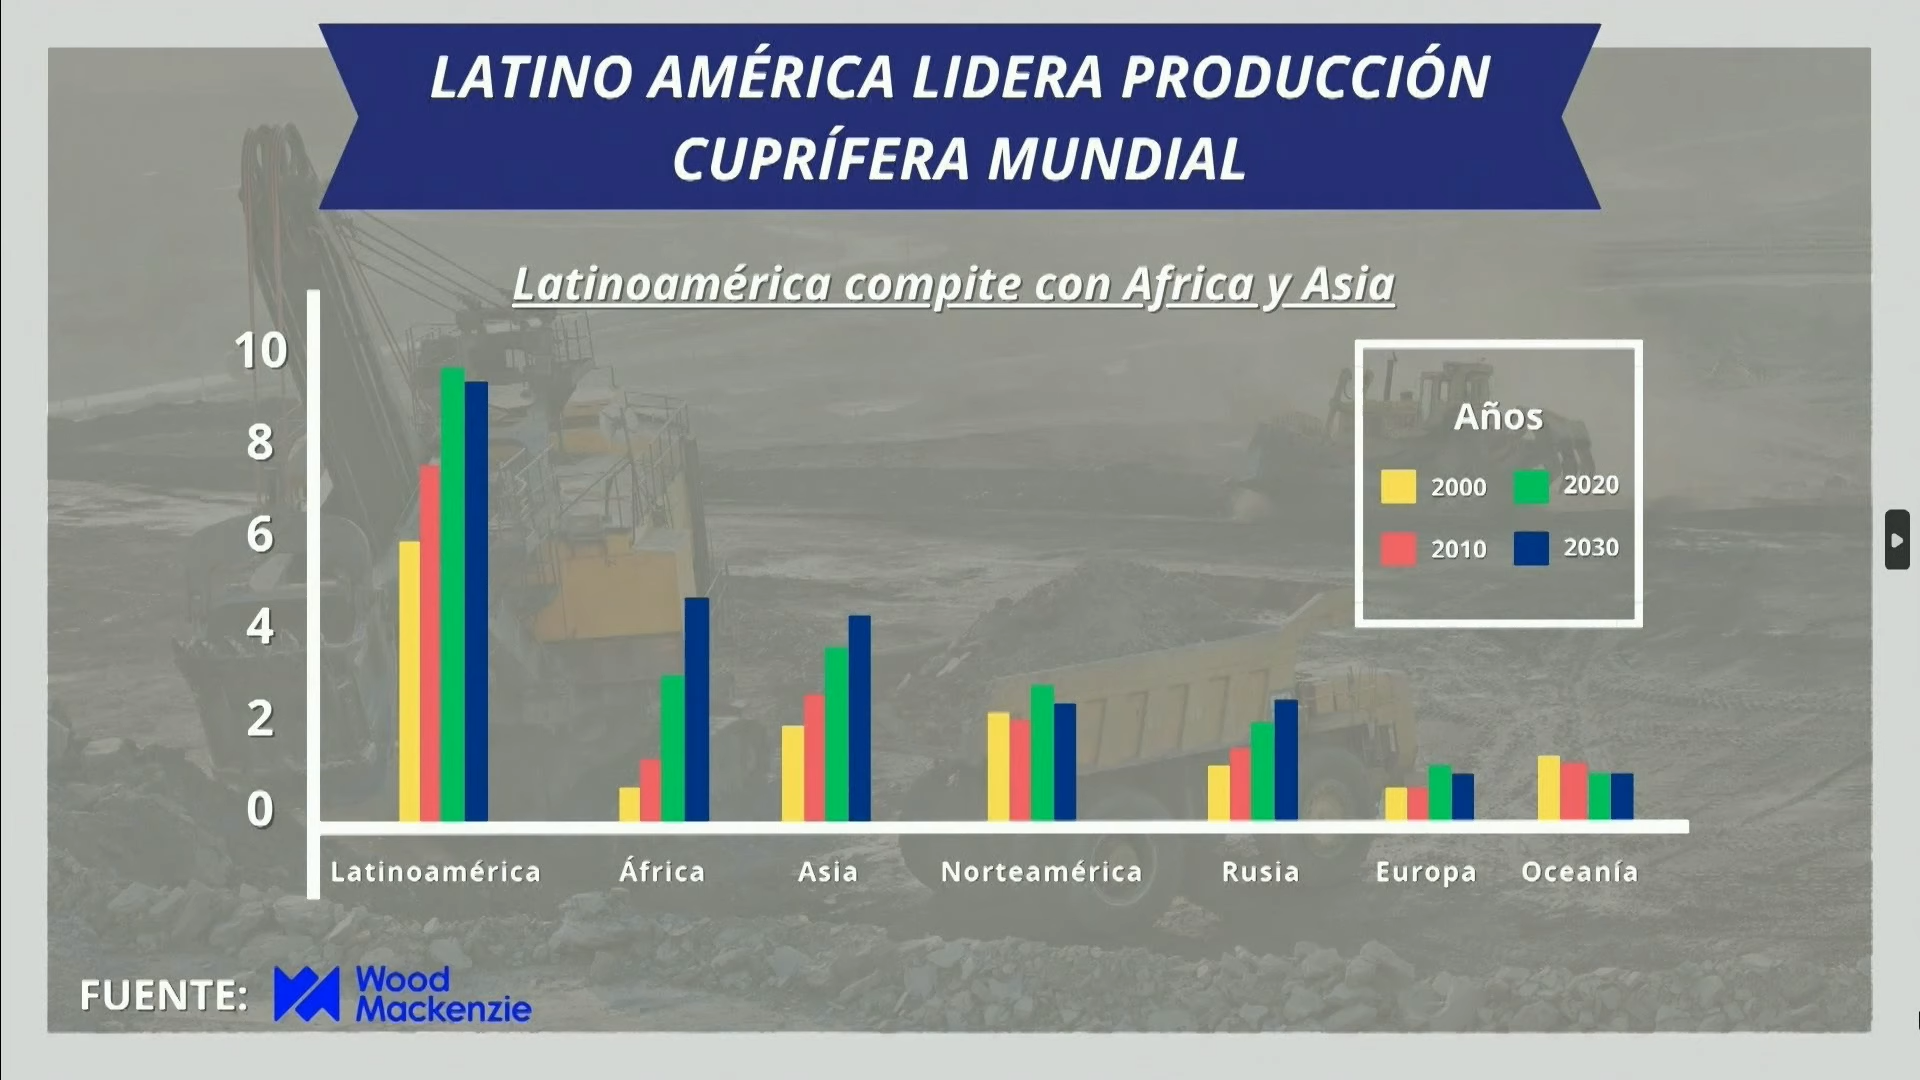 LATINO AMÉRICA LIDERA PRODUCCIÓN
CUPRÍFERA MUNDIAL
Latinoamérica compite con Africa y Asia
10
8
6
4
2
0
Años
2000 2020
2010 2030
Latinoamérica África Asia Norteamérica Rusia Europa Oceanía
FUENTE: Wood
Mackenzie